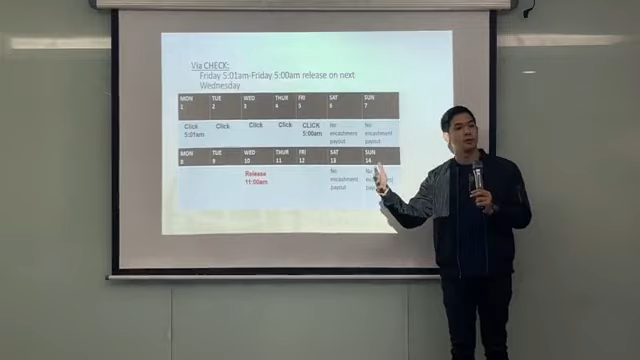 Via CHECK:
Friday 5:01am-Friday 5:00am release on next
Wednesday
MON TUE WED THUR FRI SAT SUN
1 2 3 4 5 6 7
Click Click Click Click CLICK No No
5:01am 5:00am encashment encashment
payout payout
MON TUE WED THUR FRI SAT SUN
8 9 10 11 12 13 14
Release No No
11:00am encashment
payout